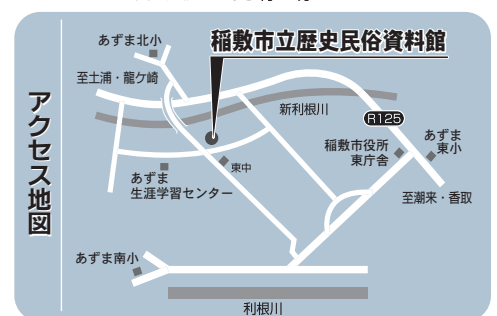 アクセス地図
稲敷市立歴史民俗資料館
あずま北小
至土浦・龍ケ崎
新利根川
R125
稲敷市役所
東庁舎
あずま
東小
東中
あずま
生涯学習センター
至潮来・香取
あずま南小
利根川